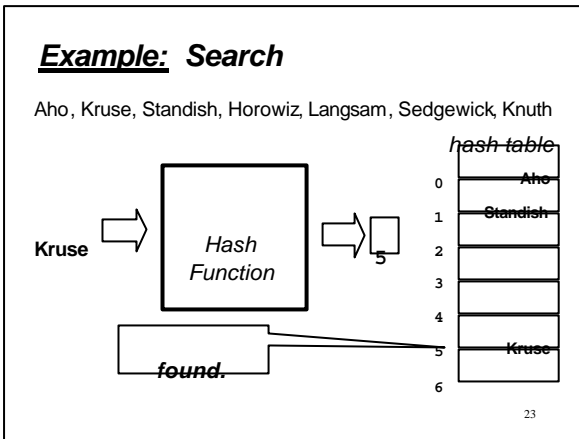 Example: Search
Aho, Kruse, Standish, Horowiz, Langsam, Sedgewick, Knuth
hash table
0 Aho
1 Standish
Kruse
Hash
Function
5
2
3
4
5 Kruse
6
found.
23